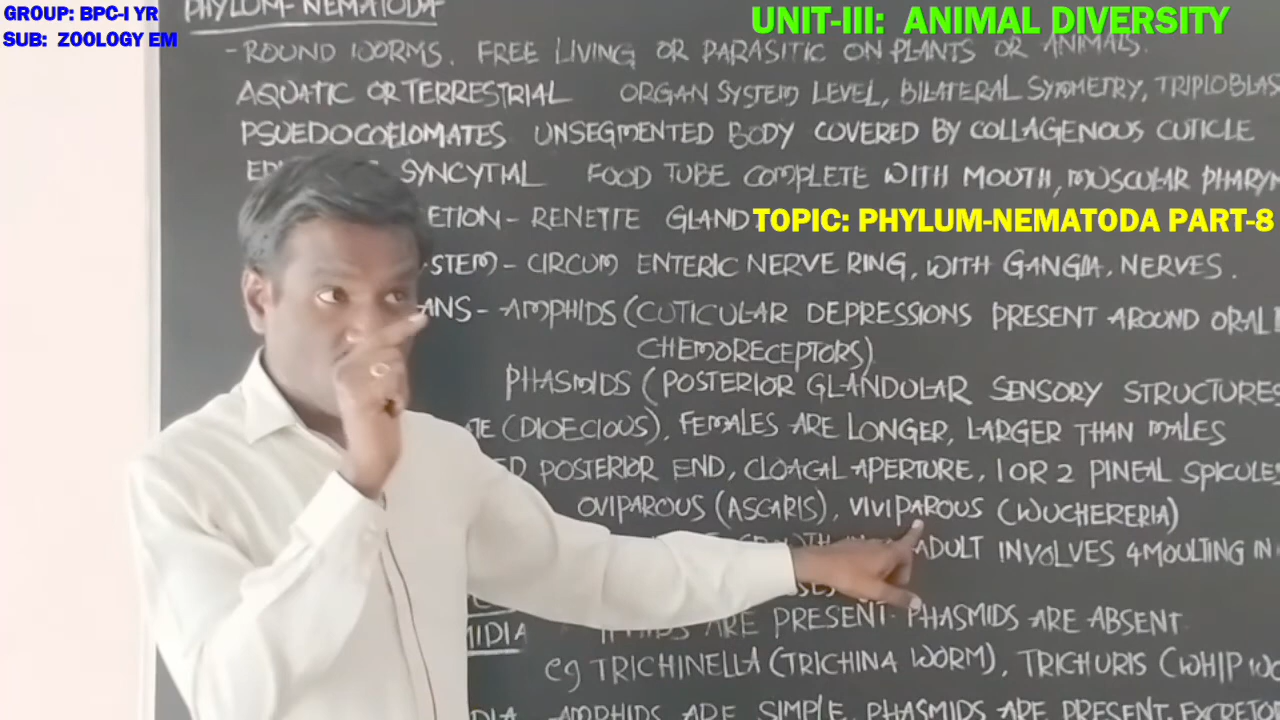 GROUP: BPC-I YR
SUB: ZOOLOGY EM
UNIT-III: ANIMAL DIVERSITY
PHYLUM-NEMATODA
- ROUND WORMS. FREE LIVING OR PARASITIC ON PLANTS OR ANIMALS.
AQUATIC OR TERRESTRIAL ORGAN SYSTEM LEVEL, BILATERAL SYMMETRY, TRIPLOBLAS
PSUEDOCOELOMATES UNSEGMENTED BODY COVERED BY COLLAGENOUS CUTICLE
SYNCYTIAL FOOD TUBE COMPLETE WITH MOUTH, MUSCULAR PHARYN
ETION - RENETTE GLAND
TOPIC: PHYLUM-NEMATODA PART-8
STEM - CIRCUM ENTERIC NERVE RING, WITH GANGLIA, NERVES.
ANS - AMPHIDS (CUTICULAR DEPRESSIONS PRESENT AROUND ORAL
CHEMORECEPTORS)
PHASMIDS (POSTERIOR GLANDULAR SENSORY STRUCTURES
TE (DIOECIOUS), FEMALES ARE LONGER, LARGER THAN MALES
ED POSTERIOR END, CLOACAL APERTURE, 1 OR 2 PINEAL SPICULES
OVIPAROUS (ASCARIS), VIVIPAROUS (WUCHERERIA)
ADULT INVOLVES 4 MOULTING IN
ARE PRESENT. PHASMIDS ARE ABSENT
MIDIA
eg TRICHINELLA (TRICHINA WORM), TRICHURIS (WHIP WO
DIA AMPHIDS ARE SIMPLE, PHASMIDS ARE PRESENT, EXCRETO